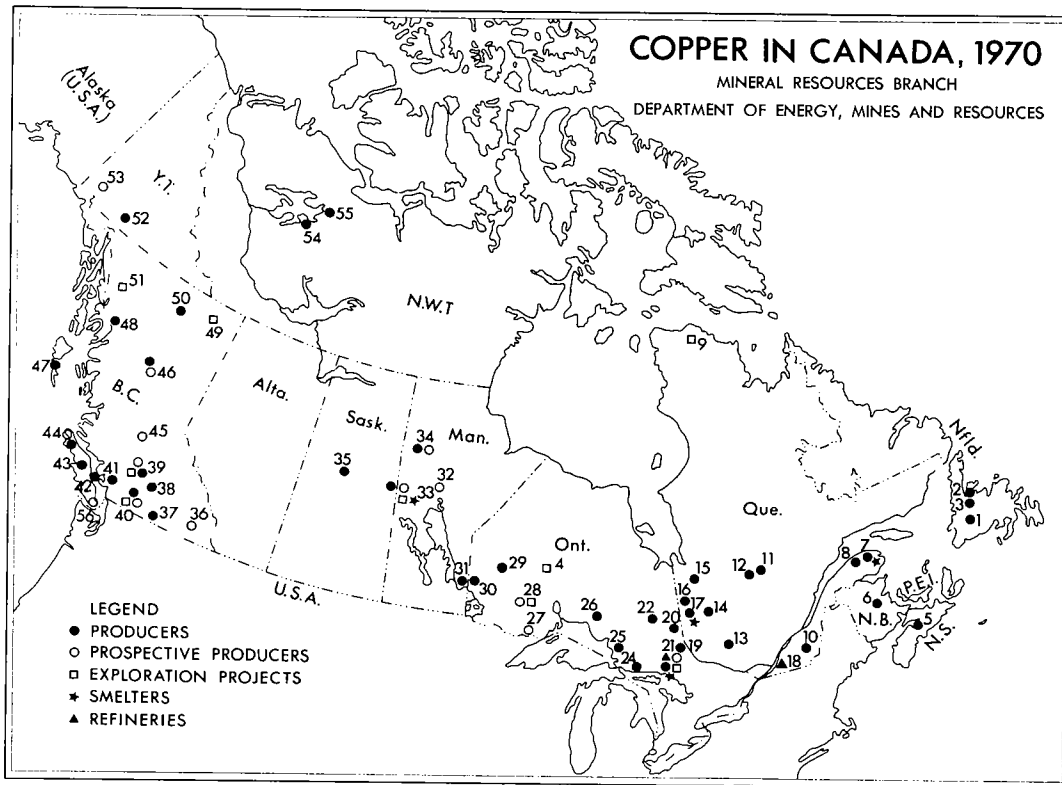 COPPER IN CANADA, 1970
MINERAL RESOURCES BRANCH
DEPARTMENT OF ENERGY, MINES AND RESOURCES
Alaska
(U.S.A.)
53
Y.T.
52
55
54
51
50
49
48
N.W.T
9
47
46
B.C.
Alta.
Sask.
Man.
Nfld.
44
45
34
43
41
39
35
32
2
3
1
42
38
33
Que.
56
40
37
36
Ont.
31
30
29
4
15
12
11
8
7
U.S.A.
28
27
26
22
16
17
14
20
P.E.I
6
N.B.
5
N.S.
25
24
21
19
13
10
18
LEGEND
PRODUCERS
PROSPECTIVE PRODUCERS
EXPLORATION PROJECTS
SMELTERS
REFINERIES